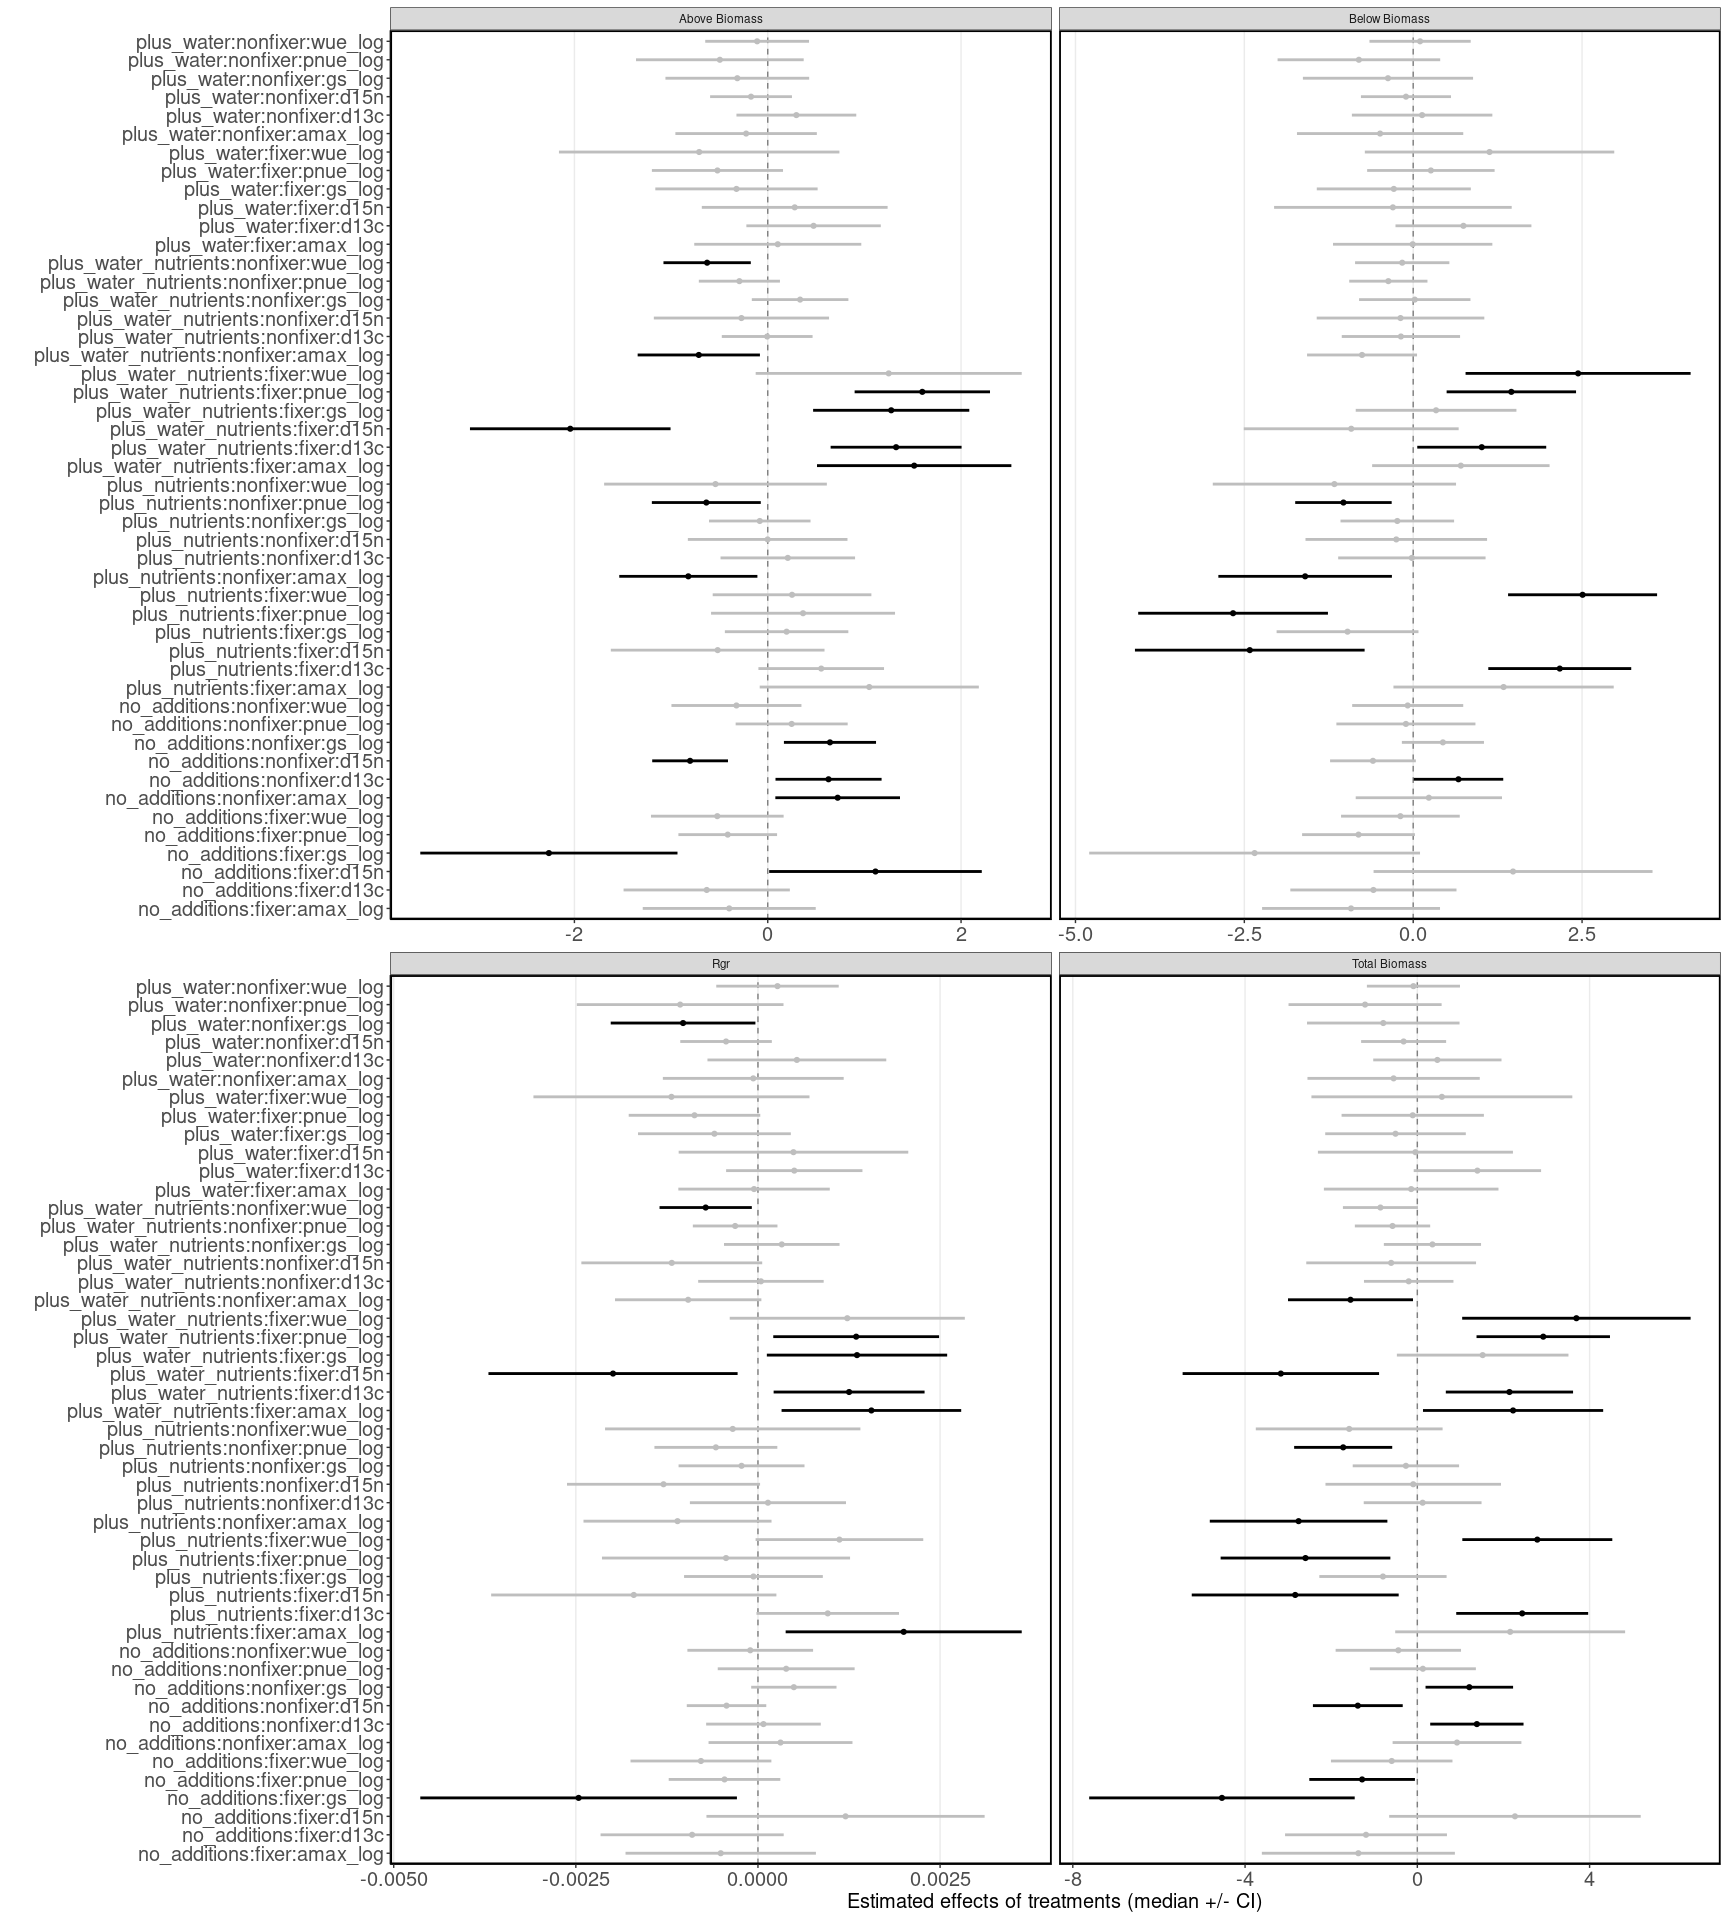 Above Biomass
Below Biomass
plus_water:nonfixer:wue_log
plus_water:nonfixer:pnue_log
plus_water:nonfixer:gs_log
plus_water:nonfixer:d15n
plus_water:nonfixer:d13c
plus_water:nonfixer:amax_log
plus_water:fixer:wue_log
plus_water:fixer:pnue_log
plus_water:fixer:gs_log
plus_water:fixer:d15n
plus_water:fixer:d13c
plus_water:fixer:amax_log
plus_water_nutrients:nonfixer:wue_log
plus_water_nutrients:nonfixer:pnue_log
plus_water_nutrients:nonfixer:gs_log
plus_water_nutrients:nonfixer:d15n
plus_water_nutrients:nonfixer:d13c
plus_water_nutrients:nonfixer:amax_log
plus_water_nutrients:fixer:wue_log
plus_water_nutrients:fixer:pnue_log
plus_water_nutrients:fixer:gs_log
plus_water_nutrients:fixer:d15n
plus_water_nutrients:fixer:d13c
plus_water_nutrients:fixer:amax_log
plus_nutrients:nonfixer:wue_log
plus_nutrients:nonfixer:pnue_log
plus_nutrients:nonfixer:gs_log
plus_nutrients:nonfixer:d15n
plus_nutrients:nonfixer:d13c
plus_nutrients:nonfixer:amax_log
plus_nutrients:fixer:wue_log
plus_nutrients:fixer:pnue_log
plus_nutrients:fixer:gs_log
plus_nutrients:fixer:d15n
plus_nutrients:fixer:d13c
plus_nutrients:fixer:amax_log
no_additions:nonfixer:wue_log
no_additions:nonfixer:pnue_log
no_additions:nonfixer:gs_log
no_additions:nonfixer:d15n
no_additions:nonfixer:d13c
no_additions:nonfixer:amax_log
no_additions:fixer:wue_log
no_additions:fixer:pnue_log
no_additions:fixer:gs_log
no_additions:fixer:d15n
no_additions:fixer:d13c
no_additions:fixer:amax_log
-2 0 2
-5.0 -2.5 0.0 2.5
Rgr
Total Biomass
plus_water:nonfixer:wue_log
plus_water:nonfixer:pnue_log
plus_water:nonfixer:gs_log
plus_water:nonfixer:d15n
plus_water:nonfixer:d13c
plus_water:nonfixer:amax_log
plus_water:fixer:wue_log
plus_water:fixer:pnue_log
plus_water:fixer:gs_log
plus_water:fixer:d15n
plus_water:fixer:d13c
plus_water:fixer:amax_log
plus_water_nutrients:nonfixer:wue_log
plus_water_nutrients:nonfixer:pnue_log
plus_water_nutrients:nonfixer:gs_log
plus_water_nutrients:nonfixer:d15n
plus_water_nutrients:nonfixer:d13c
plus_water_nutrients:nonfixer:amax_log
plus_water_nutrients:fixer:wue_log
plus_water_nutrients:fixer:pnue_log
plus_water_nutrients:fixer:gs_log
plus_water_nutrients:fixer:d15n
plus_water_nutrients:fixer:d13c
plus_water_nutrients:fixer:amax_log
plus_nutrients:nonfixer:wue_log
plus_nutrients:nonfixer:pnue_log
plus_nutrients:nonfixer:gs_log
plus_nutrients:nonfixer:d15n
plus_nutrients:nonfixer:d13c
plus_nutrients:nonfixer:amax_log
plus_nutrients:fixer:wue_log
plus_nutrients:fixer:pnue_log
plus_nutrients:fixer:gs_log
plus_nutrients:fixer:d15n
plus_nutrients:fixer:d13c
plus_nutrients:fixer:amax_log
no_additions:nonfixer:wue_log
no_additions:nonfixer:pnue_log
no_additions:nonfixer:gs_log
no_additions:nonfixer:d15n
no_additions:nonfixer:d13c
no_additions:nonfixer:amax_log
no_additions:fixer:wue_log
no_additions:fixer:pnue_log
no_additions:fixer:gs_log
no_additions:fixer:d15n
no_additions:fixer:d13c
no_additions:fixer:amax_log
-0.0050 -0.0025 0.0000 0.0025
-8 -4 0 4
Estimated effects of treatments (median +/- CI)